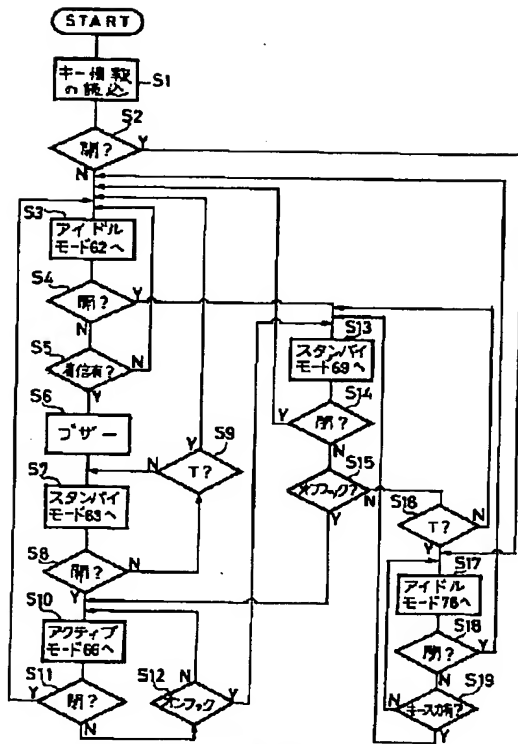 START
S1
キー情報
の読込
S2
開?
Y
N
S3
アイドル
モード62へ
S4
開?
Y
N
S5
着信有?
N
Y
S6
ブザー
S7
スタンバイ
モード63へ
S8
開?
N
Y
S9
T?
N
Y
S10
アクティブ
モード66へ
S11
閉?
Y
N
S12
オンフック
N
Y
S13
スタンバイ
モード69へ
S14
閉?
Y
N
S15
オフフック?
N
Y
S16
T?
N
Y
S17
アイドル
モード76へ
S18
閉?
Y
N
S19
キー入力有?
N
Y